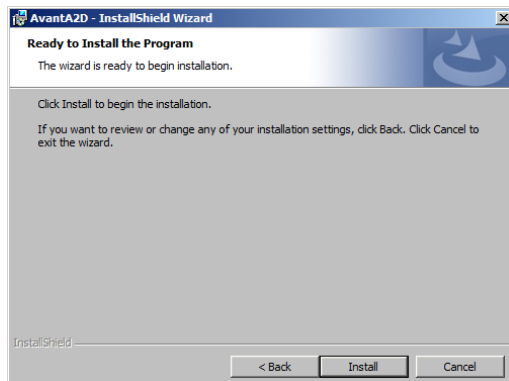 AvantA2D - InstallShield Wizard
Ready to Install the Program
The wizard is ready to begin installation.
Click Install to begin the installation.
If you want to review or change any of your installation settings, click Back. Click Cancel to
exit the wizard.
InstallShield
< Back Install Cancel